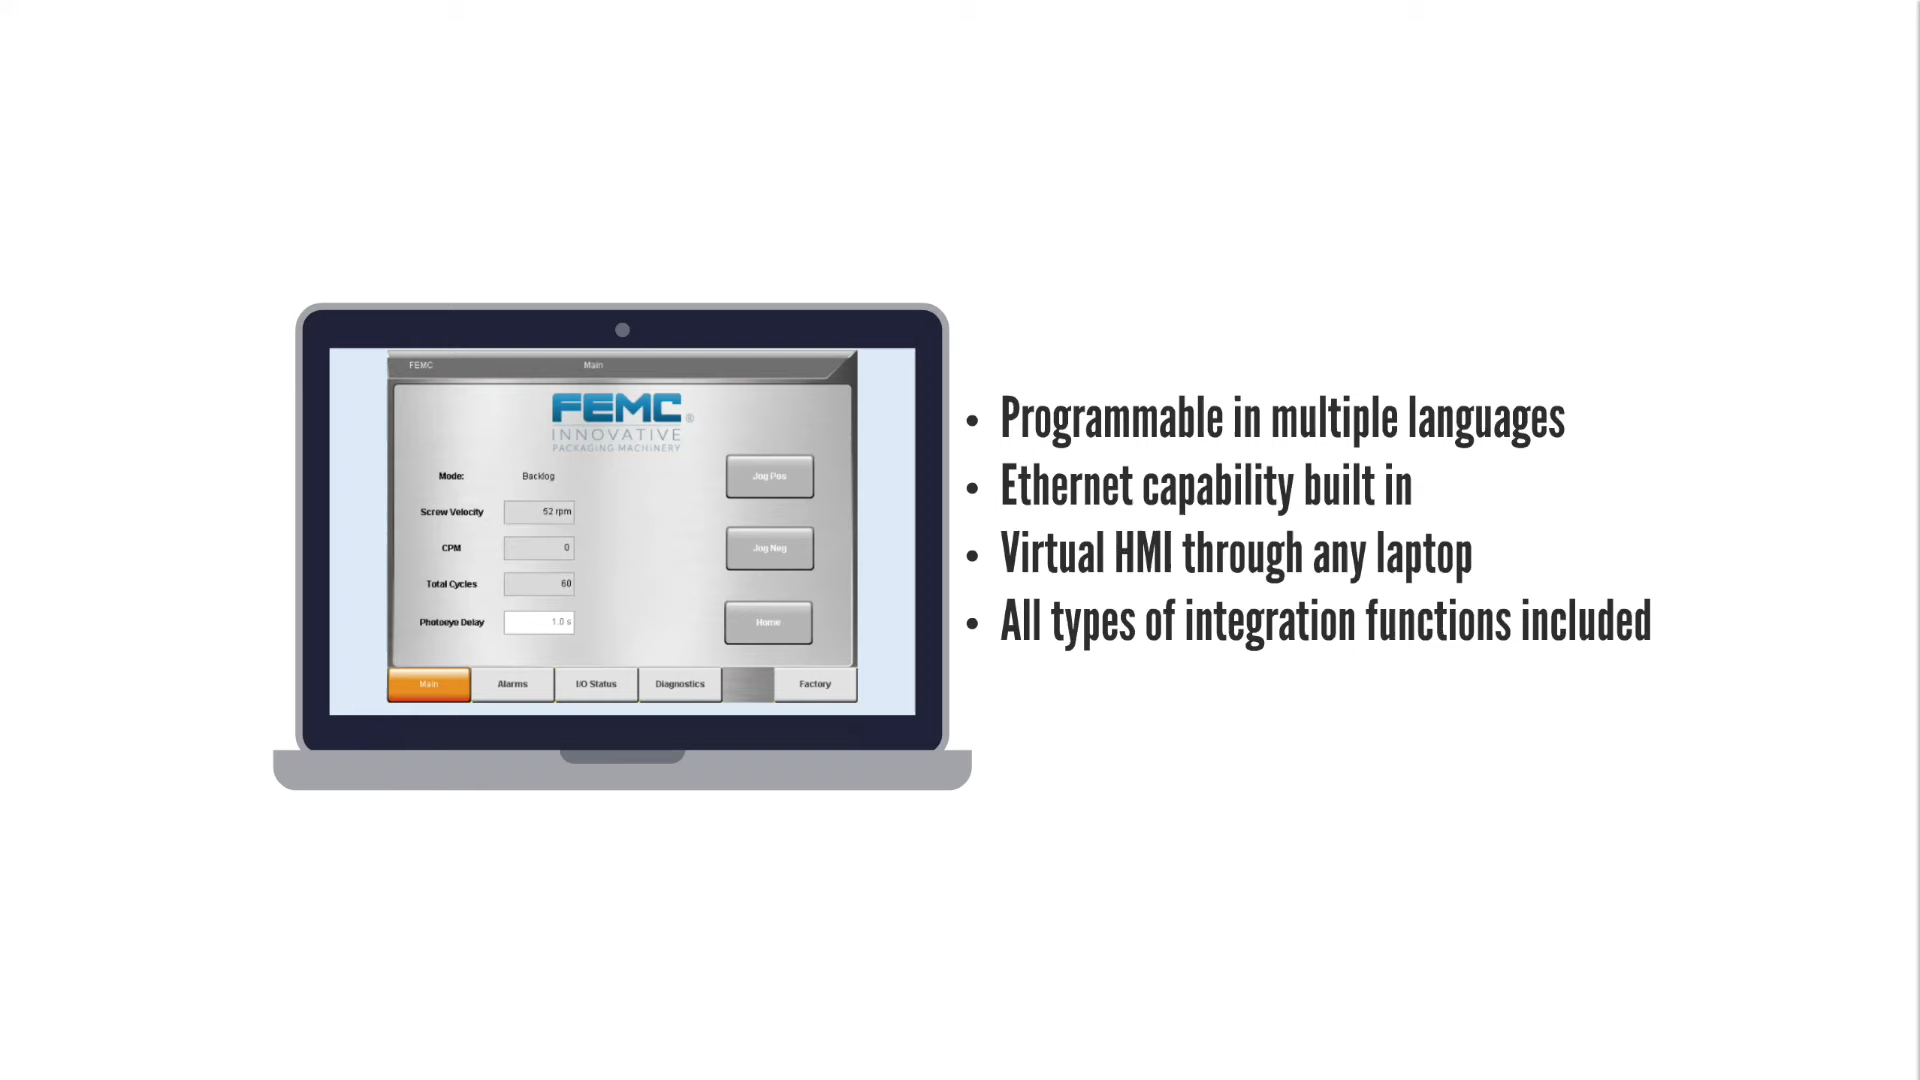 FEMC Main
FEMC®
INNOVATIVE
PACKAGING MACHINERY
Mode: Backlog
Jog Pos
Screw Velocity 52 rpm
CPM 0
Jog Neg
Total Cycles 60
Photoeye Delay 1.0 s
Home
Main Alarms I/O Status Diagnostics Factory
• Programmable in multiple languages
• Ethernet capability built in
• Virtual HMI through any laptop
• All types of integration functions included